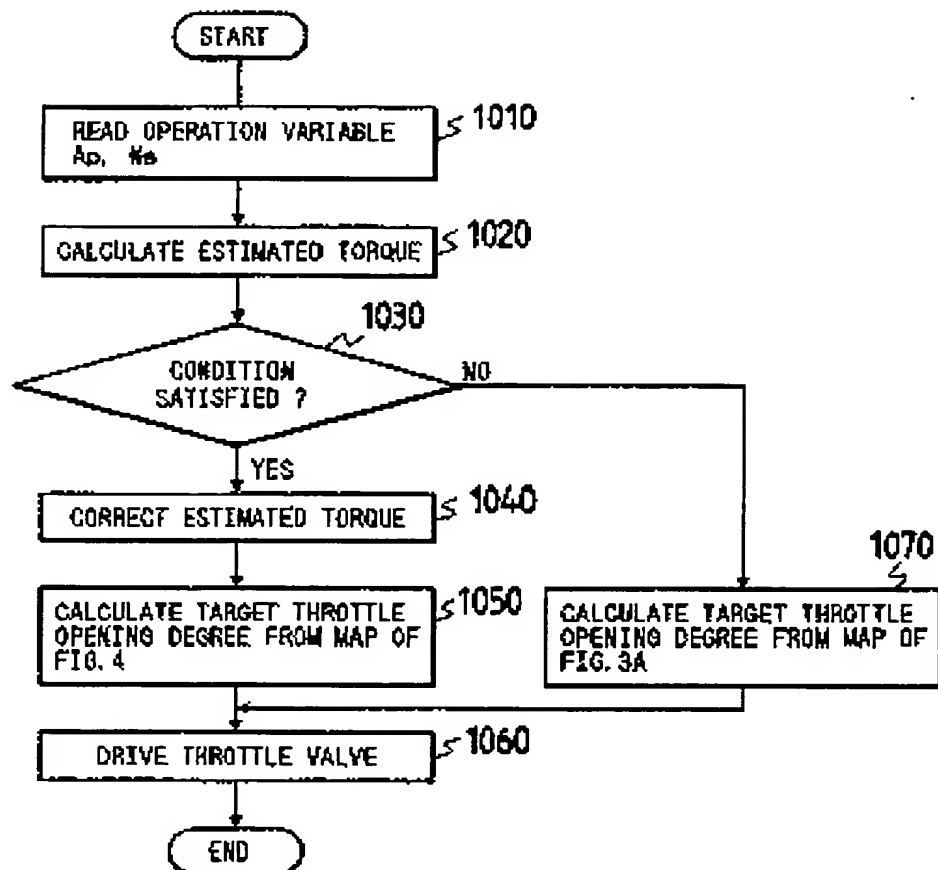 START
READ OPERATION VARIABLE
Ap,
1010
CALCULATE ESTIMATED TORQUE
1020
1030
CONDITION
SATISFIED ?
NO
YES
CORRECT ESTIMATED TORQUE
1040
CALCULATE TARGET THROTTLE
OPENING DEGREE FROM MAP OF
FIG. 4
1050
1070
CALCULATE TARGET THROTTLE
OPENING DEGREE FROM MAP OF
FIG. 3A
DRIVE THROTTLE VALVE
1060
END